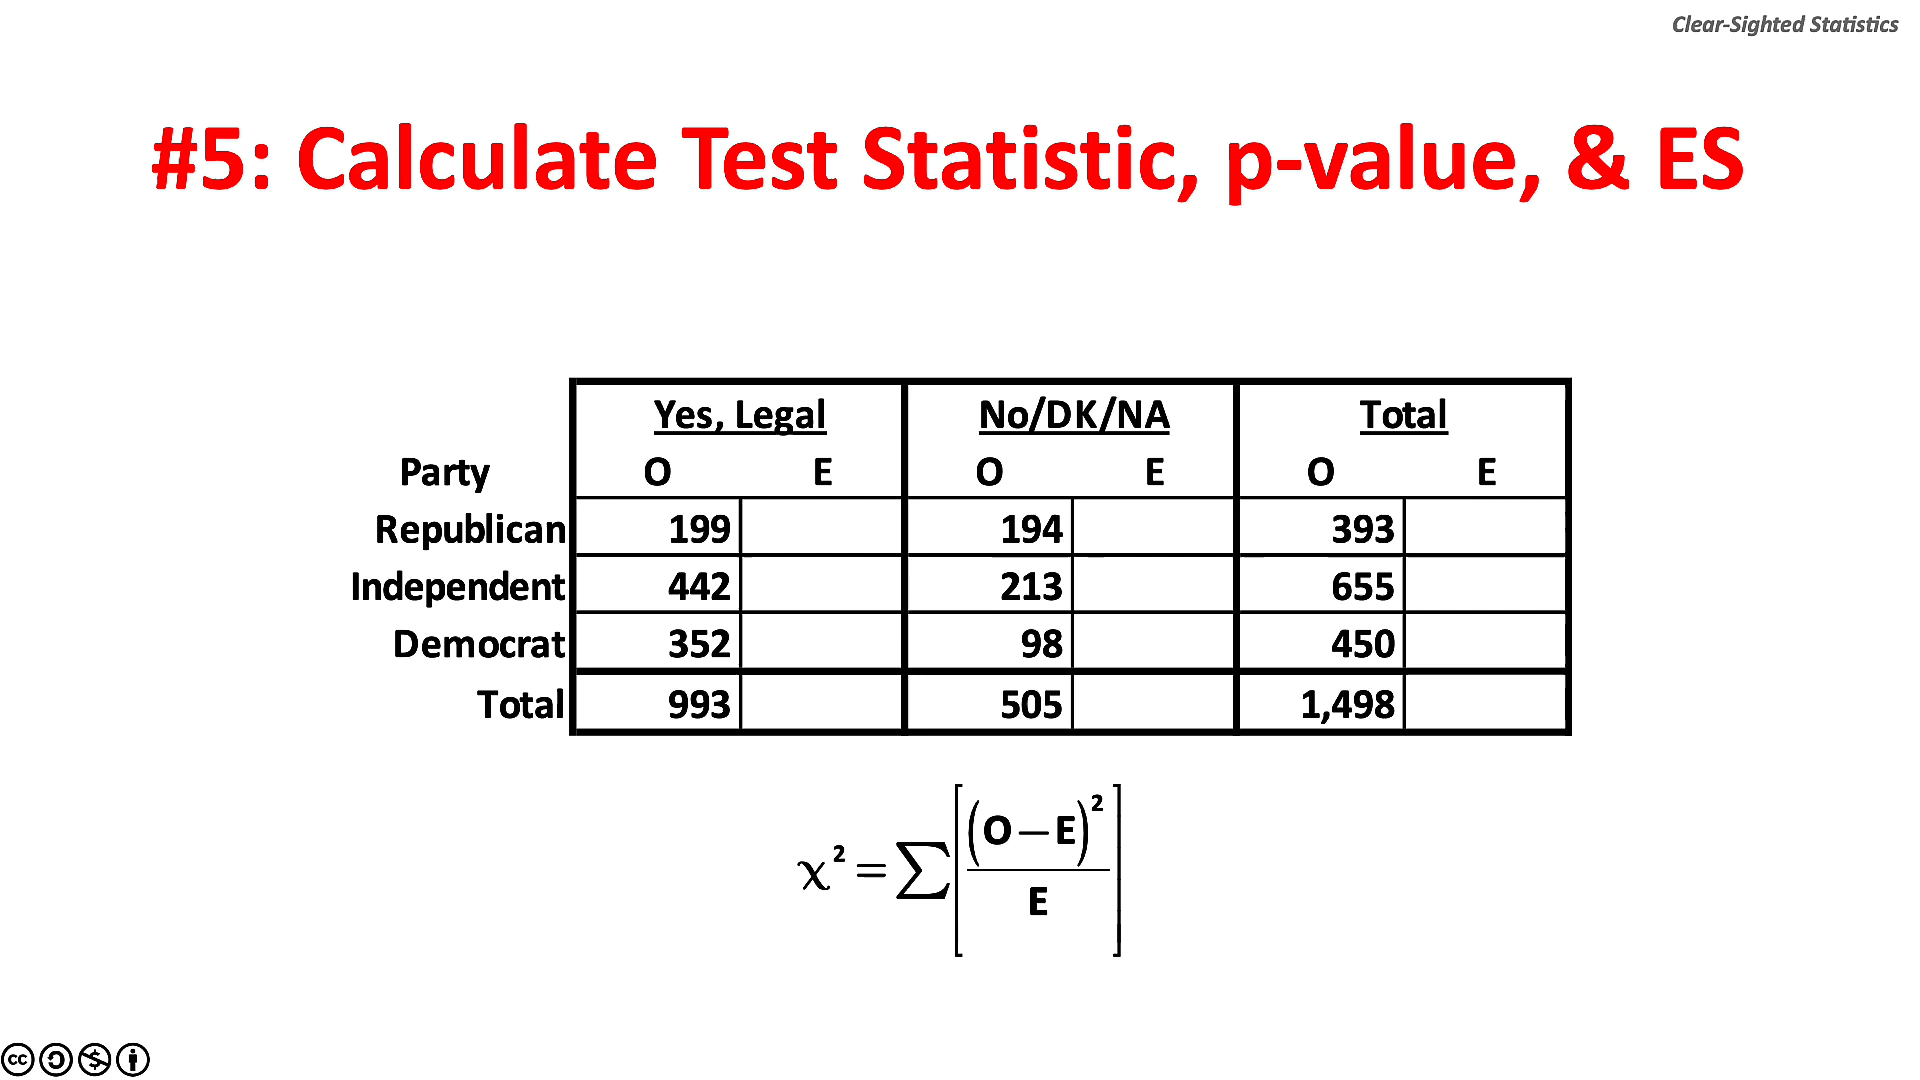 Clear-Sighted Statistics
#5: Calculate Test Statistic, p-value, & ES
Yes, Legal No/DK/NA Total
Party O E O E O E
Republican 199 194 393
Independent 442 213 655
Democrat 352 98 450
Total 993 505 1,498
χ² = ∑[(O − E)² / E]
cc